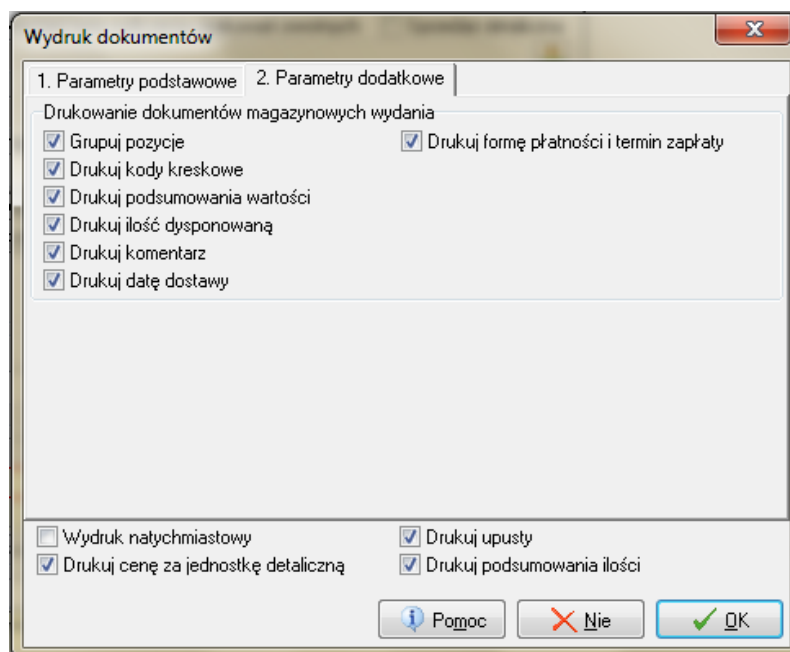 Wydruk dokumentów
1. Parametry podstawowe 2. Parametry dodatkowe
Drukowanie dokumentów magazynowych wydania
Grupuj pozycje
Drukuj formę płatności i termin zapłaty
Drukuj kody kreskowe
Drukuj podsumowania wartości
Drukuj ilość dysponowaną
Drukuj komentarz
Drukuj datę dostawy
Wydruk natychmiastowy
Drukuj upusty
Drukuj cenę za jednostkę detaliczną
Drukuj podsumowania ilości
Pomoc
Nie
OK